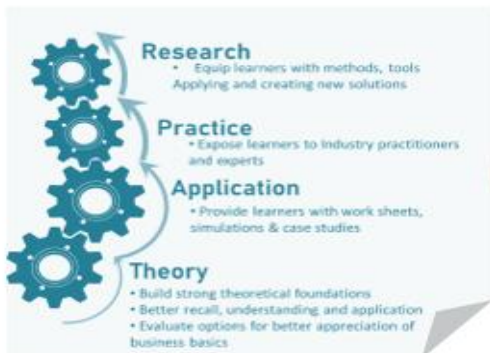 Research
• Equip learners with methods, tools
Applying and creating new solutions
Practice
• Expose learners to Industry practitioners
and experts
Application
• Provide learners with work sheets,
simulations & case studies
Theory
• Build strong theoretical foundations
• Better recall, understanding and application
• Evaluate options for better appreciation of
business basics